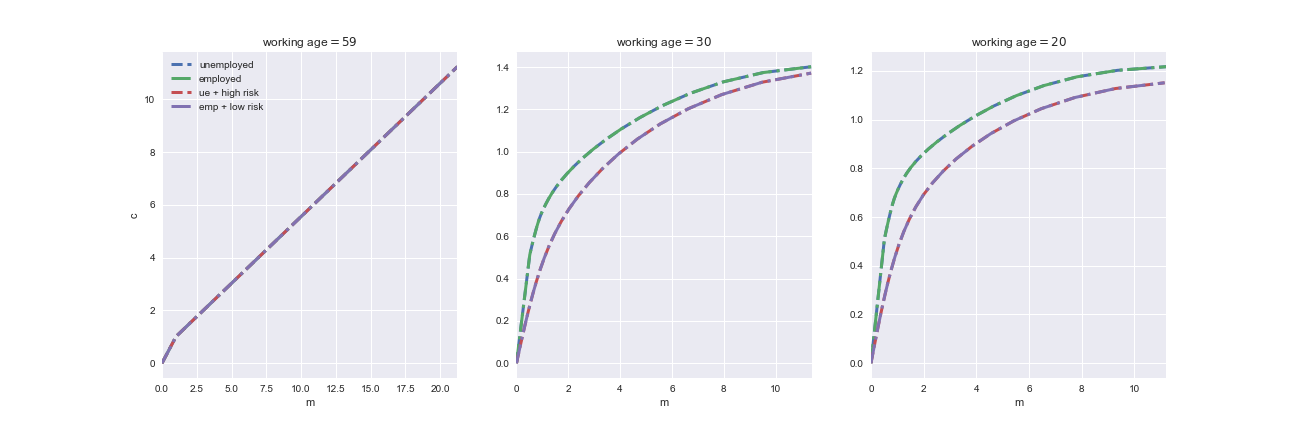 working age = 59
unemployed
employed
ue + high risk
emp + low risk
c
10
8
6
4
2
0
0.0 2.5 5.0 7.5 10.0 12.5 15.0 17.5 20.0
m
working age = 30
1.4
1.2
1.0
0.8
0.6
0.4
0.2
0.0
0 2 4 6 8 10
m
working age = 20
1.2
1.0
0.8
0.6
0.4
0.2
0.0
0 2 4 6 8 10
m